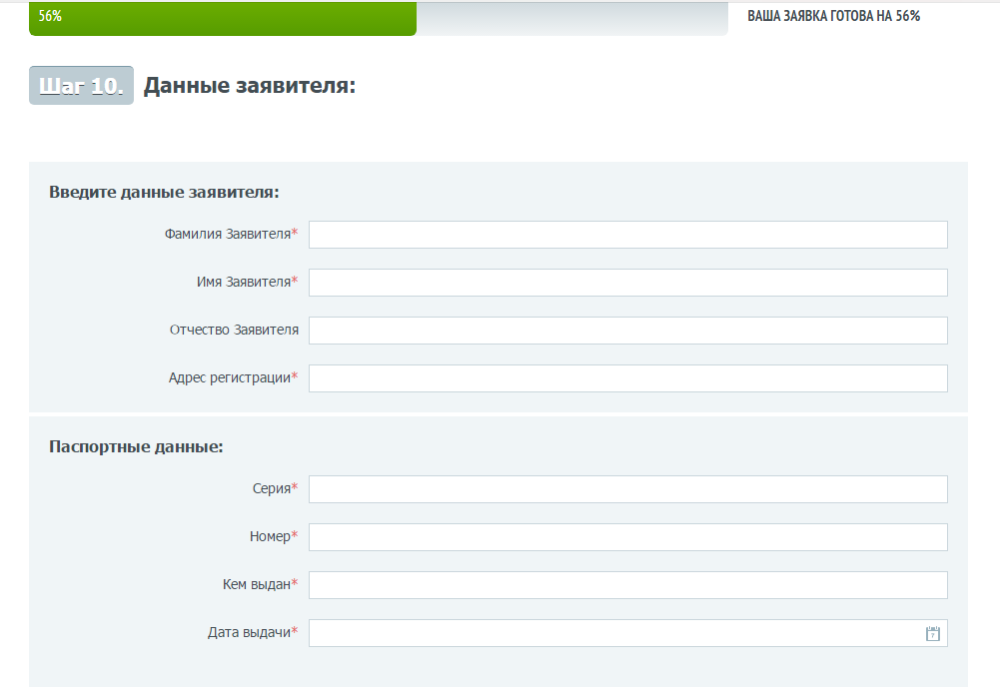 56%
ВАША ЗАЯВКА ГОТОВА НА 56%
Шаг 10. Данные заявителя:
Введите данные заявителя:
Фамилия Заявителя*
Имя Заявителя*
Отчество Заявителя
Адрес регистрации*
Паспортные данные:
Серия*
Номер*
Кем выдан*
Дата выдачи*
7